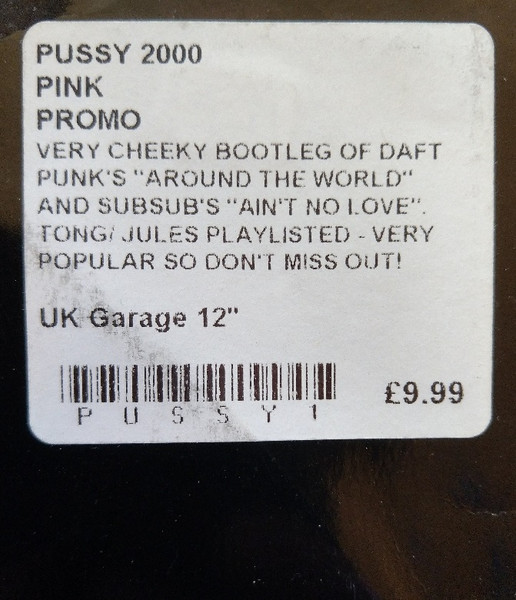 PUSSY 2000
PINK
PROMO
VERY CHEEKY BOOTLEG OF DAFT
PUNK'S "AROUND THE WORLD"
AND SUBSUB'S "AIN'T NO LOVE".
TONG/ JULES PLAYLISTED - VERY
POPULAR SO DON'T MISS OUT!
UK Garage 12"
£9.99
P U S S Y 1